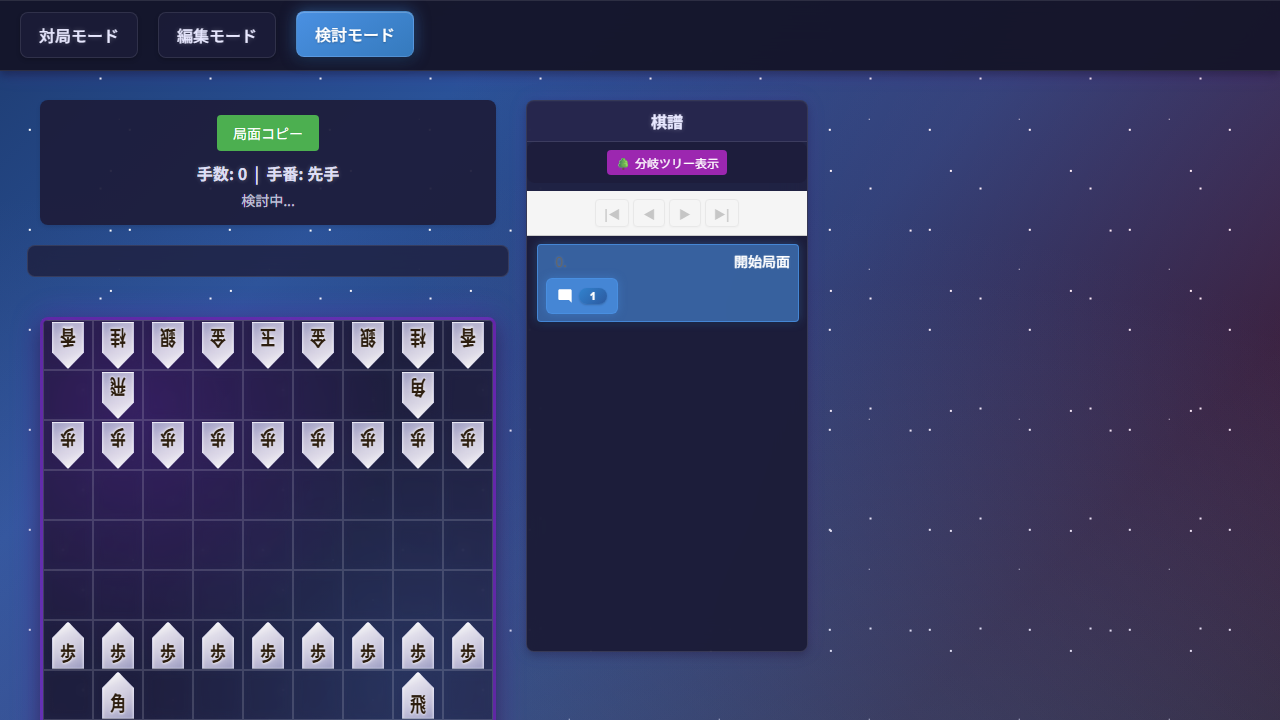 対局モード 編集モード 検討モード
局面コピー
手数: 0 | 手番: 先手
検討中...
棋譜
分岐ツリー表示
開始局面
1
香 桂 銀 金 王 金 銀 桂 香
飛 角
歩 歩 歩 歩 歩 歩 歩 歩 歩
歩 歩 歩 歩 歩 歩 歩 歩 歩
角 飛